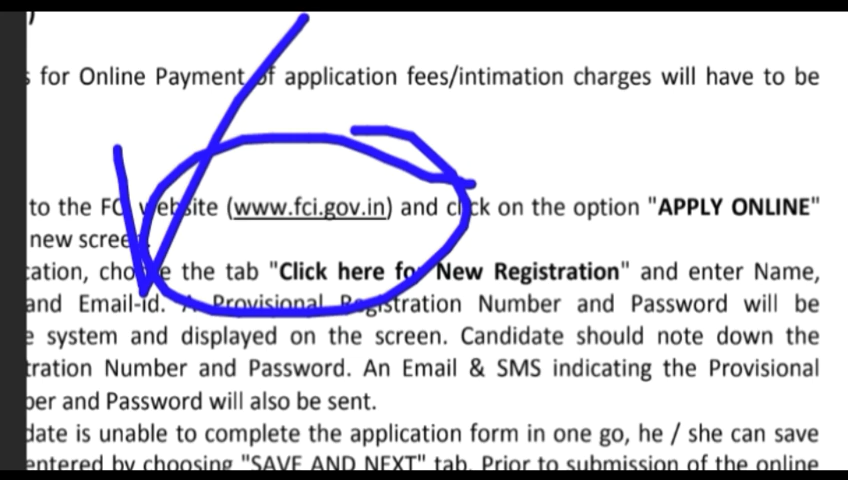 for Online Payment of application fees/intimation charges will have to be
to the FCI website (www.fci.gov.in) and click on the option "APPLY ONLINE"
new screen.
cation, choose the tab "Click here for New Registration" and enter Name,
and Email-id. A Provisional Registration Number and Password will be
e system and displayed on the screen. Candidate should note down the
tration Number and Password. An Email & SMS indicating the Provisional
ber and Password will also be sent.
date is unable to complete the application form in one go, he / she can save
entered by choosing "SAVE AND NEXT" tab. Prior to submission of the online